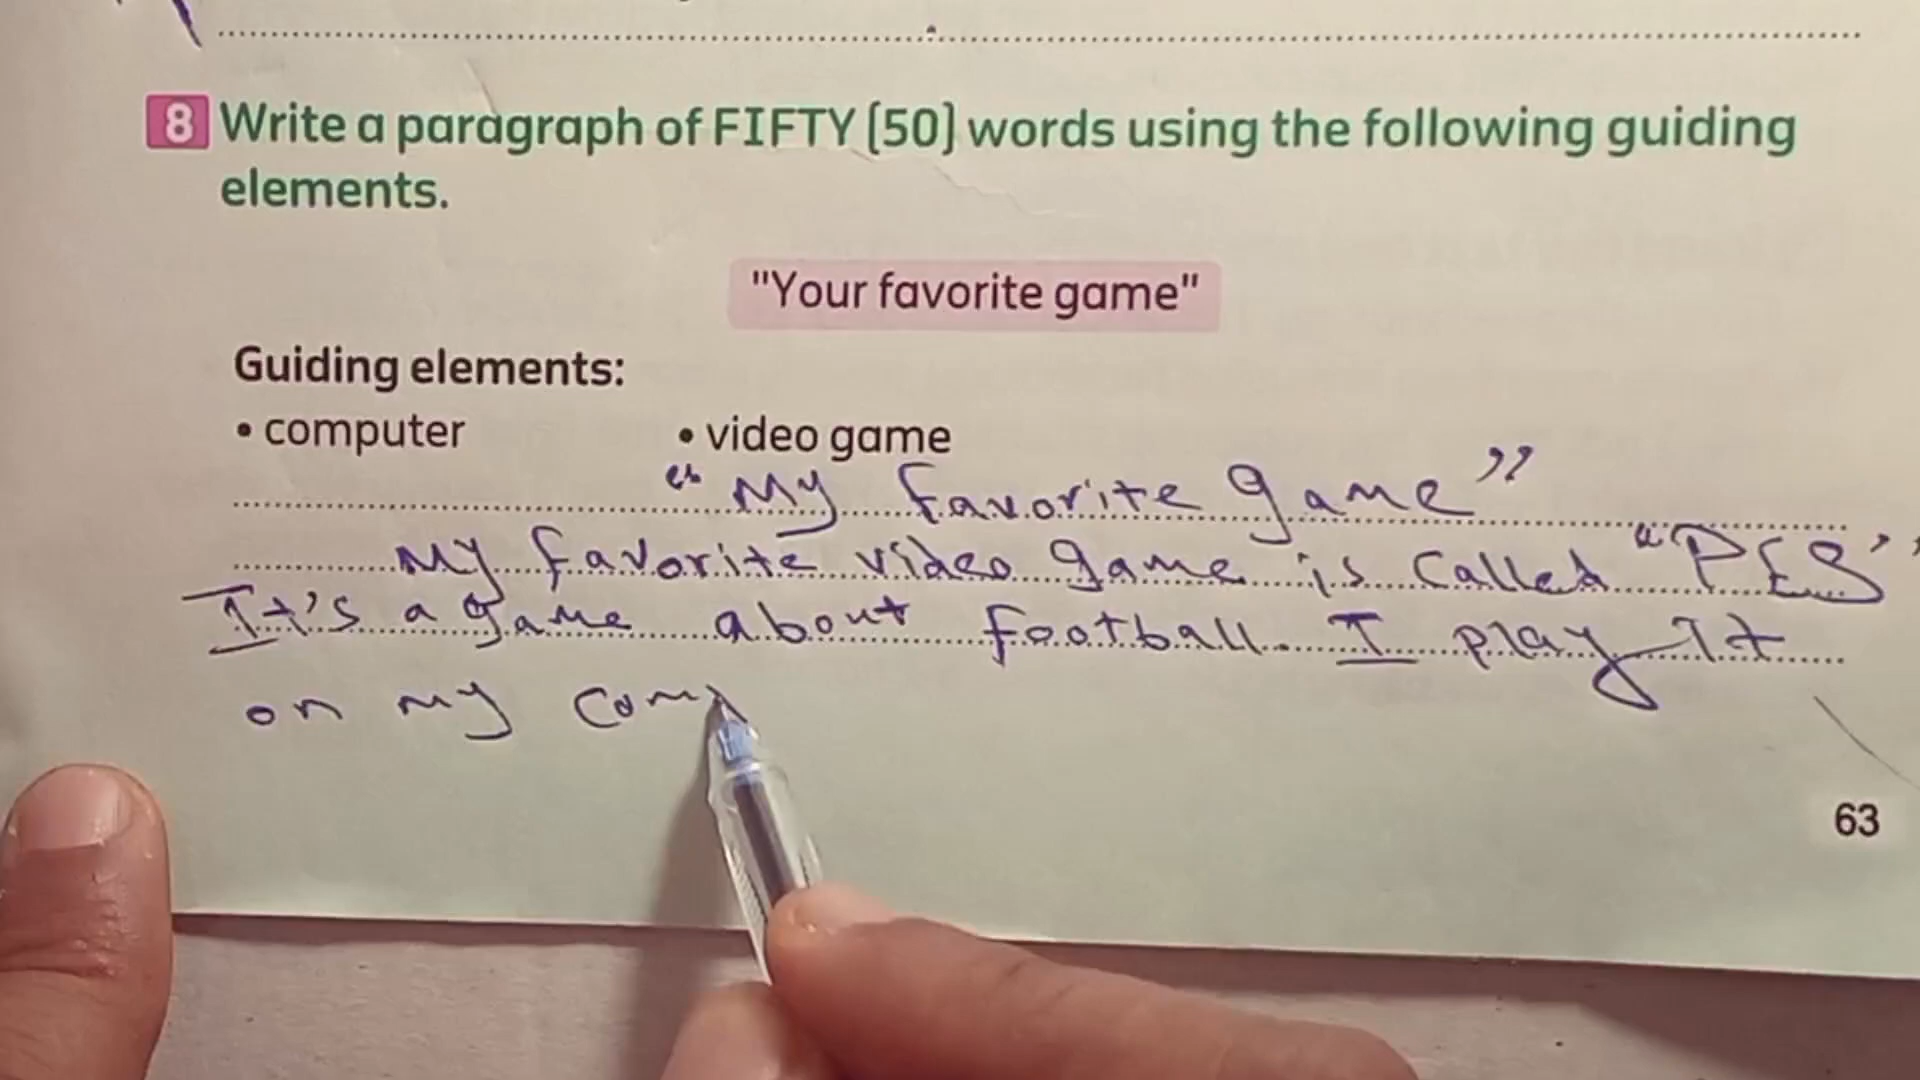 8 Write a paragraph of FIFTY (50) words using the following guiding
elements.
"Your favorite game"
Guiding elements:
• computer • video game
"My favorite game"
My favorite video game is called "PES"
It's a game about football. I play it
on my com
63